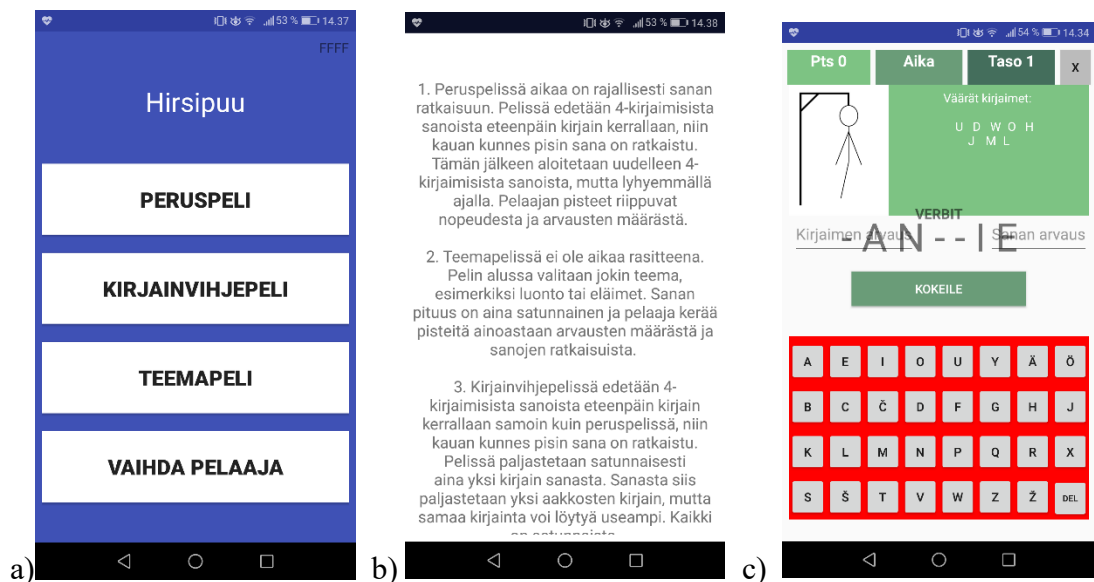 53 % 14.37
FFFF
Hirsipuu
PERUSPELI
KIRJAINVIHJEPELI
TEEMAPELI
VAIHDA PELAAJA
a)
53 % 14.38
1. Peruspelissä aikaa on rajallisesti sanan
ratkaisuun. Pelissä edetään 4-kirjaimisista
sanoista eteenpäin kirjain kerrallaan, niin
kauan kunnes pisin sana on ratkaistu.
Tämän jälkeen aloitetaan uudelleen 4-
kirjaimisista sanoista, mutta lyhyemmällä
ajalla. Pelaajan pisteet riippuvat
nopeudesta ja arvausten määrästä.
2. Teemapelissä ei ole aikaa rasitteena.
Pelin alussa valitaan jokin teema,
esimerkiksi luonto tai eläimet. Sanan
pituus on aina satunnainen ja pelaaja kerää
pisteitä ainoastaan arvausten määrästä ja
sanojen ratkaisuista.
3. Kirjainvihjepelissä edetään 4-
kirjaimisista sanoista eteenpäin kirjain
kerrallaan samoin kuin peruspelissä, niin
kauan kunnes pisin sana on ratkaistu.
Pelissä paljastetaan satunnaisesti
aina yksi kirjain sanasta. Sanasta siis
paljastetaan yksi aakkosten kirjain, mutta
samaa kirjainta voi löytyä useampi. Kaikki
on satunnaista
b)
54 % 14.34
Pts 0 Aika Taso 1 X
Väärät kirjaimet:
U D W O H
J M L
VERBIT
Kirjaimen arvaus Sanan arvaus
- A N - - I E
KOKEILE
A E I O U Y Ä Ö
B C Č D F G H J
K L M N P Q R X
S Š T V W Z Ž DEL
c)